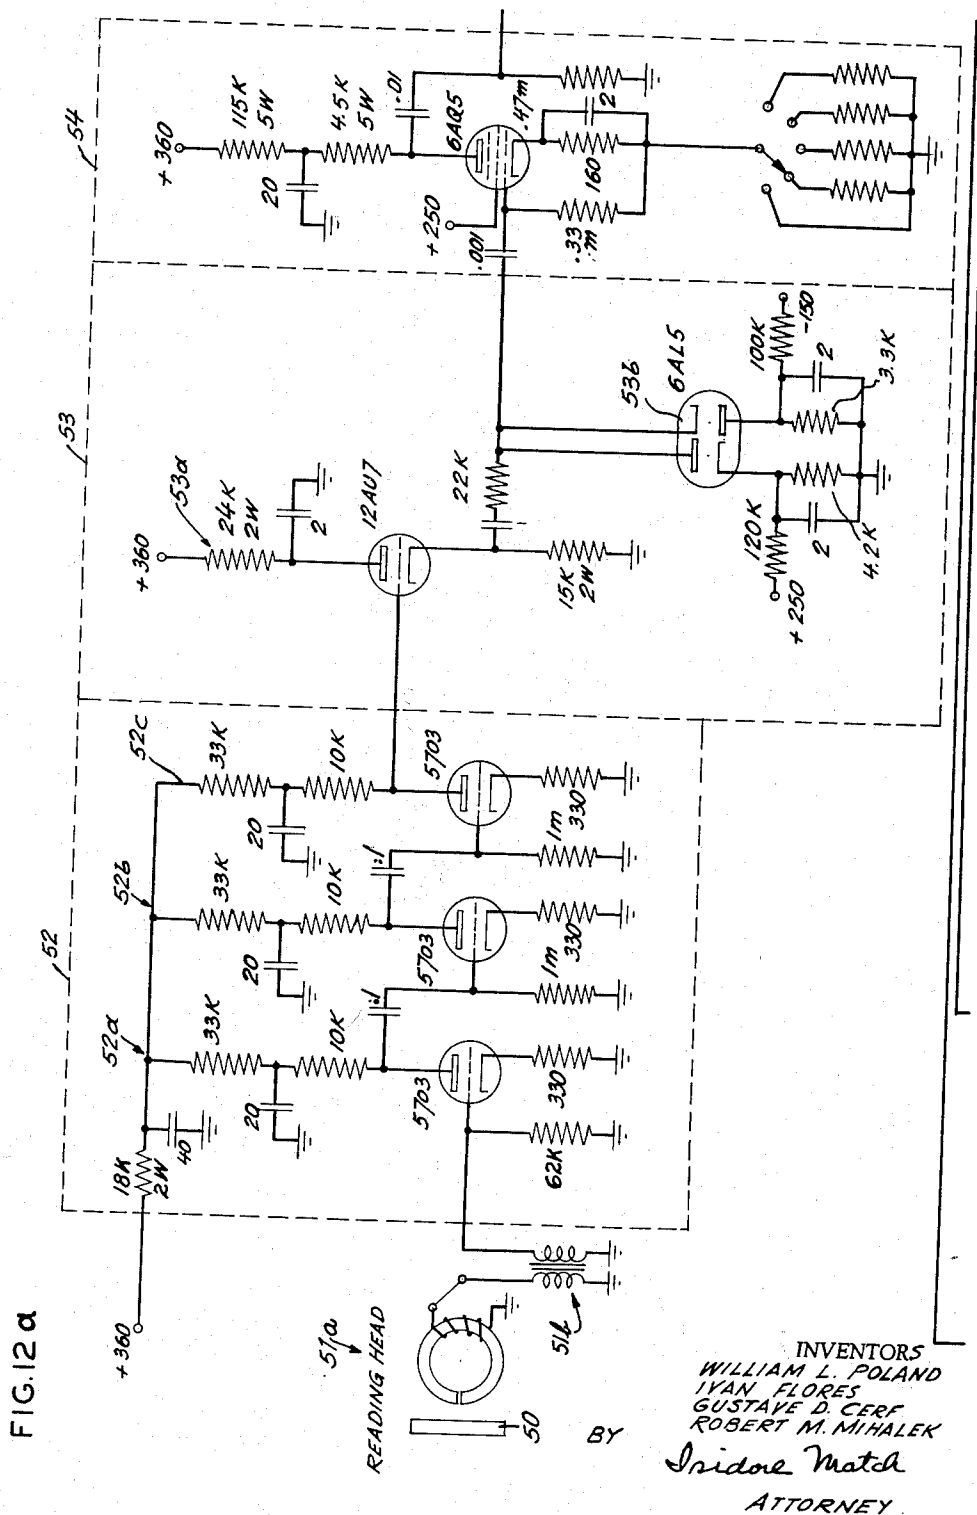 FIG. 12a
+360
18K
2W
40
52a
52b
52c
52
33K
33K
33K
20
20
20
10K
10K
10K
.1
.1
5703
5703
5703
62K
330
1m
330
1m
330
51a
READING HEAD
50
51b
53
+360
53a
24K
2W
2
12AU7
15K
2W
22K
53b
6AL5
120K
+250
2
4.2K
100K
-150
2
3.3K
54
+360
115K
5W
20
4.5K
5W
.01
6AQ5
+250
.001
.47m
2
160
.33
m
INVENTORS
WILLIAM L. POLAND
IVAN FLORES
GUSTAVE D. CERF
ROBERT M. MIHALEK
BY
Isidore Match
ATTORNEY